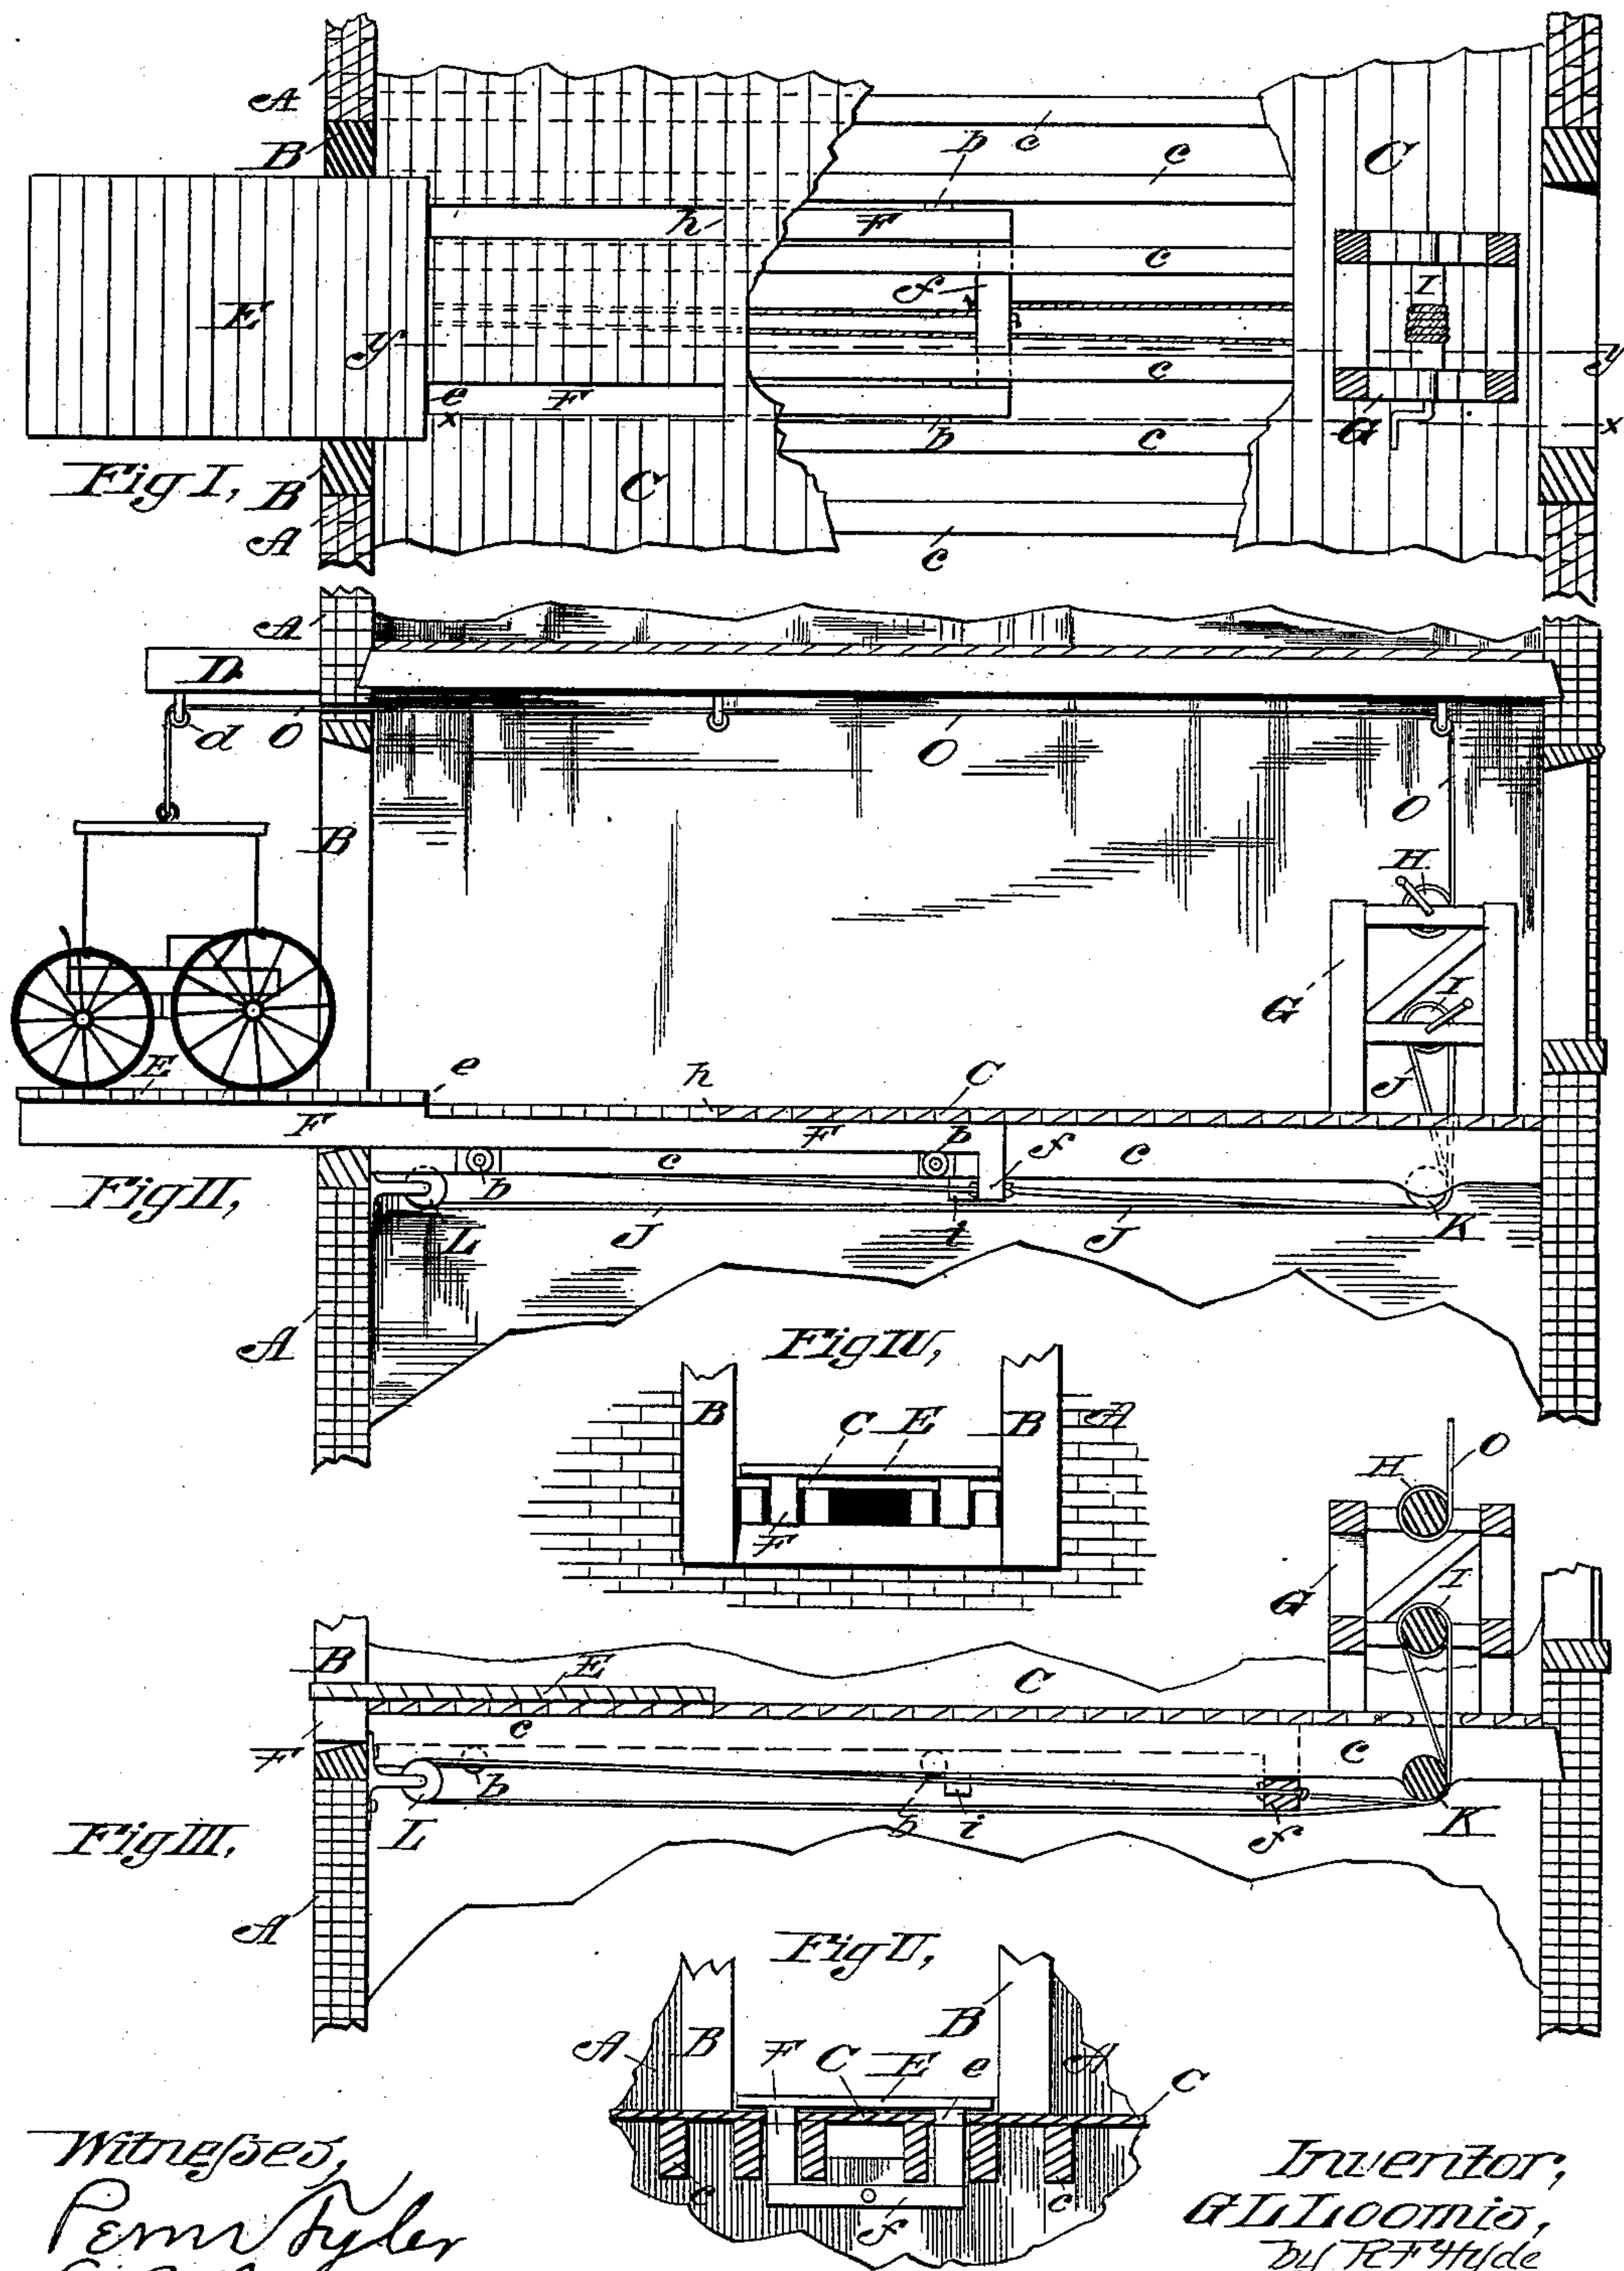 A
B
C
b
c
c
C
h
F
c
f
I
E
y
y
c
e
F
x
b
c
G
x
Fig I,
B
C
A
c
A
D
d
O
O
O
B
H
G
I
E
e
h
C
J
F
F
b
f
c
c
Fig II,
b
L
J
i
J
K
A
Fig IV,
B
C
E
B
A
O
H
F
G
I
B
E
C
c
F
b
c
Fig III,
L
b
i
f
K
A
Fig V,
B
A
B
F
C
E
e
A
C
c
c
f
Witnesses,
Inventor,
G L Loomis,
by R F Hyde